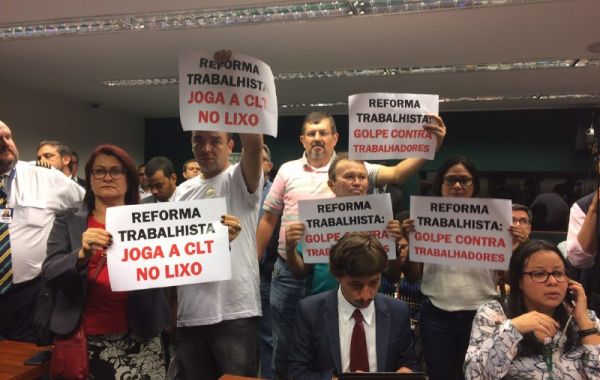 REFORMA
TRABALHISTA
JOGA A CLT
NO LIXO
REFORMA
TRABALHISTA:
GOLPE CONTRA
TRABALHADORES
REFORMA
TRABALHISTA
JOGA A CLT
NO LIXO
REFORMA
TRABALHISTA:
GOLPE CONTRA
TRABALHADORES
REFORMA
TRABALHISTA:
GOLPE CONTRA
TRABALHADORES